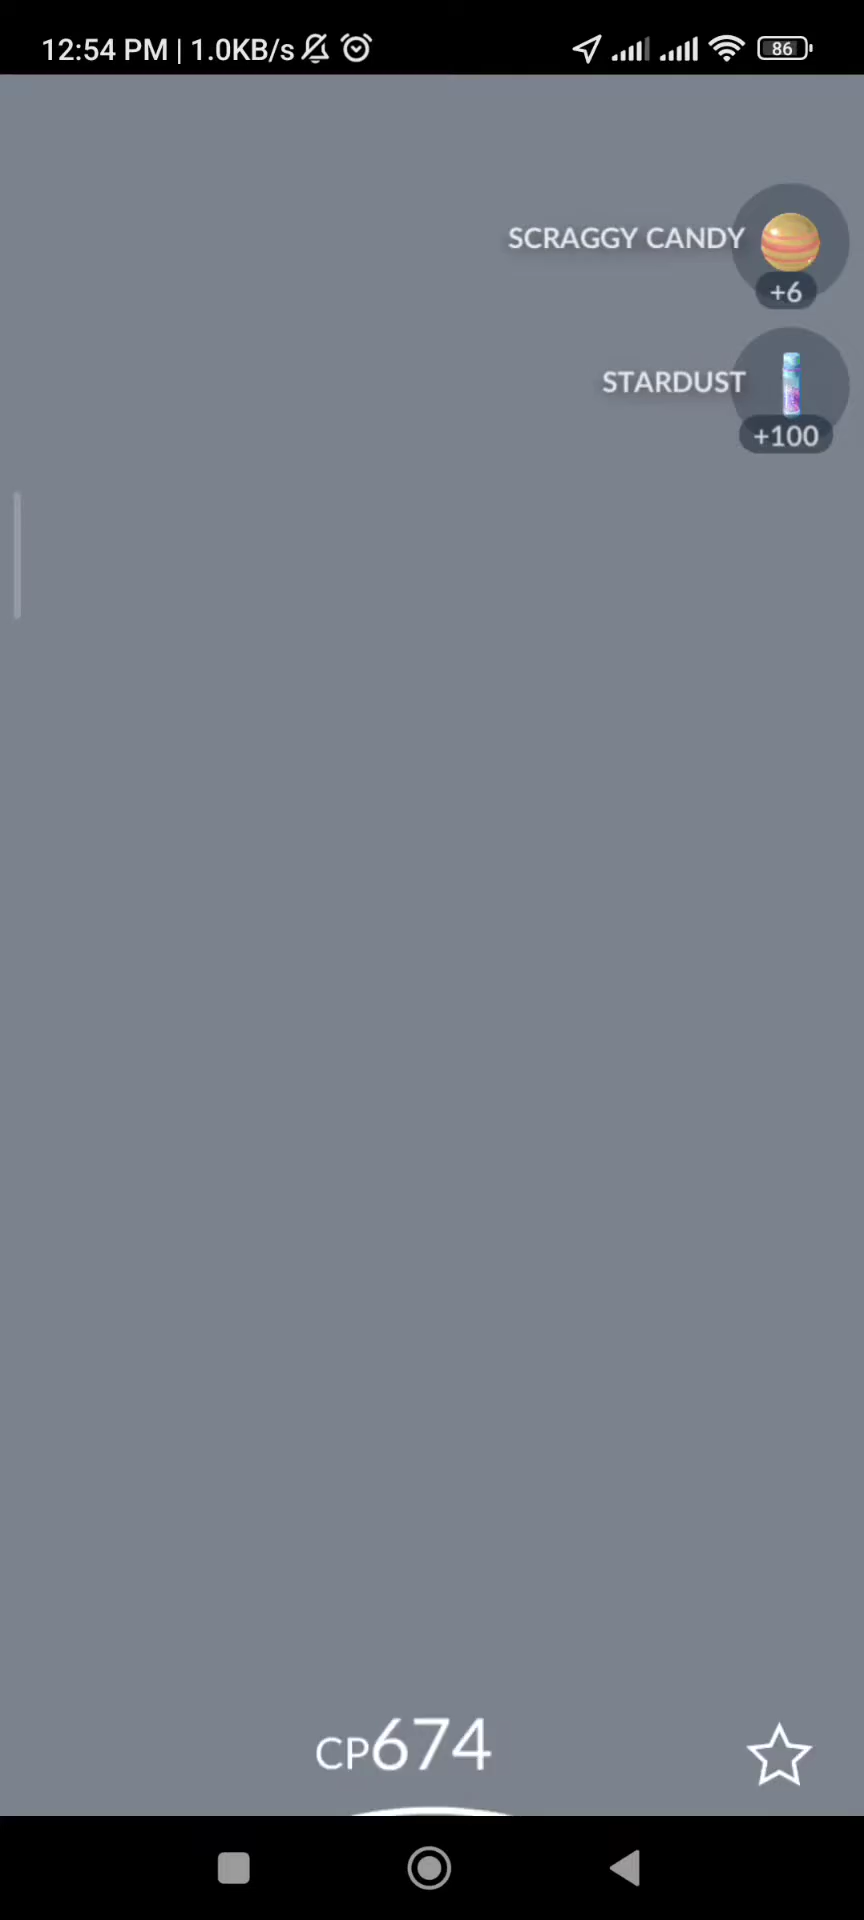 12:54 PM | 1.0KB/s
86
SCRAGGY CANDY
+6
STARDUST
+100
CP674